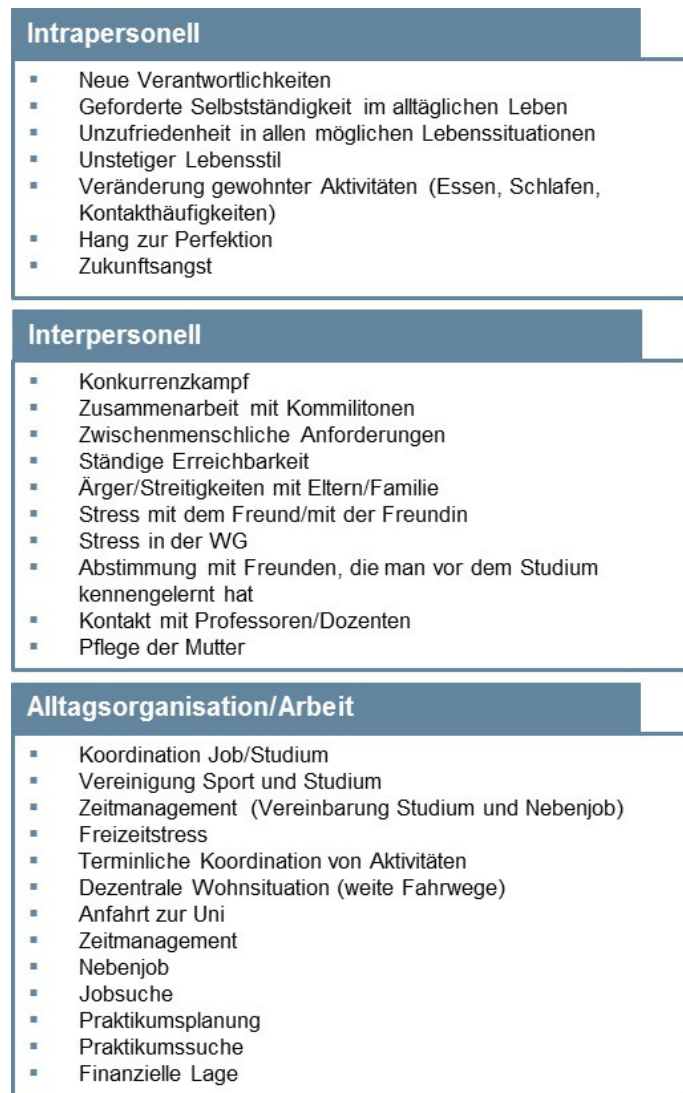 Intrapersonell
▪ Neue Verantwortlichkeiten
▪ Geforderte Selbstständigkeit im alltäglichen Leben
▪ Unzufriedenheit in allen möglichen Lebenssituationen
▪ Unstetiger Lebensstil
▪ Veränderung gewohnter Aktivitäten (Essen, Schlafen,
Kontakthäufigkeiten)
▪ Hang zur Perfektion
▪ Zukunftsangst
Interpersonell
▪ Konkurrenzkampf
▪ Zusammenarbeit mit Kommilitonen
▪ Zwischenmenschliche Anforderungen
▪ Ständige Erreichbarkeit
▪ Ärger/Streitigkeiten mit Eltern/Familie
▪ Stress mit dem Freund/mit der Freundin
▪ Stress in der WG
▪ Abstimmung mit Freunden, die man vor dem Studium
kennengelernt hat
▪ Kontakt mit Professoren/Dozenten
▪ Pflege der Mutter
Alltagsorganisation/Arbeit
▪ Koordination Job/Studium
▪ Vereinigung Sport und Studium
▪ Zeitmanagement (Vereinbarung Studium und Nebenjob)
▪ Freizeitstress
▪ Terminliche Koordination von Aktivitäten
▪ Dezentrale Wohnsituation (weite Fahrwege)
▪ Anfahrt zur Uni
▪ Zeitmanagement
▪ Nebenjob
▪ Jobsuche
▪ Praktikumsplanung
▪ Praktikumssuche
▪ Finanzielle Lage